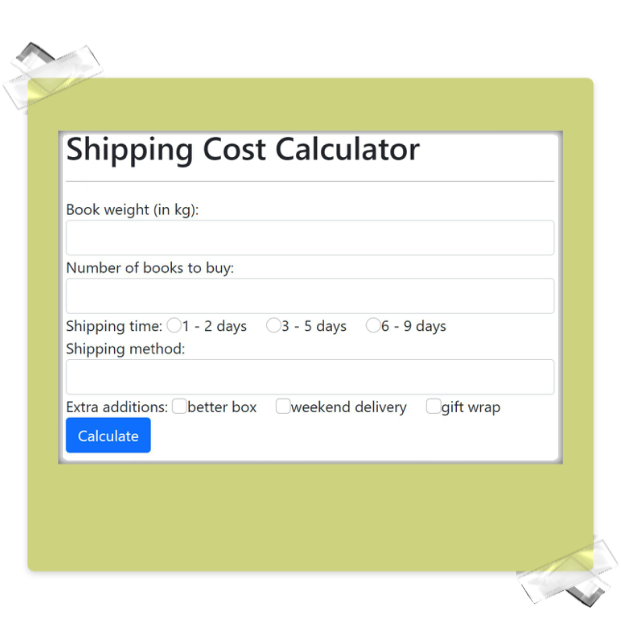 Shipping Cost Calculator
Book weight (in kg):
Number of books to buy:
Shipping time: 1 - 2 days 3 - 5 days 6 - 9 days
Shipping method:
Extra additions: better box weekend delivery gift wrap
Calculate